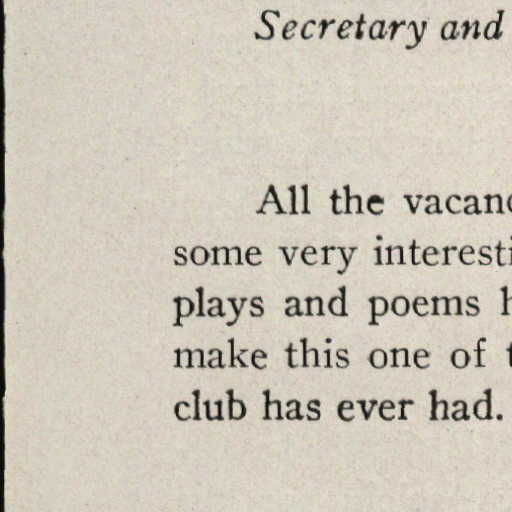 Secretary and
All the vacanc
some very interesti
plays and poems h
make this one of t
club has ever had.